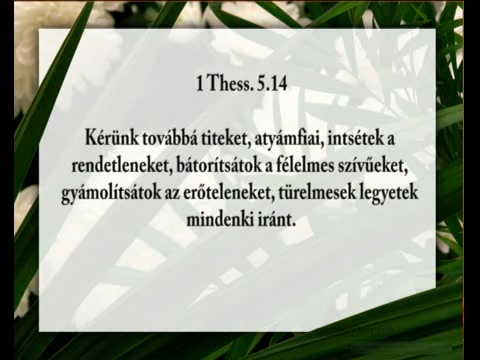 1 Thess. 5.14
Kérünk továbbá titeket, atyámfiai, intsétek a
rendetleneket, bátorítsátok a félelmes szívűeket,
gyámolítsátok az erőteleneket, türelmesek legyetek
mindenki iránt.